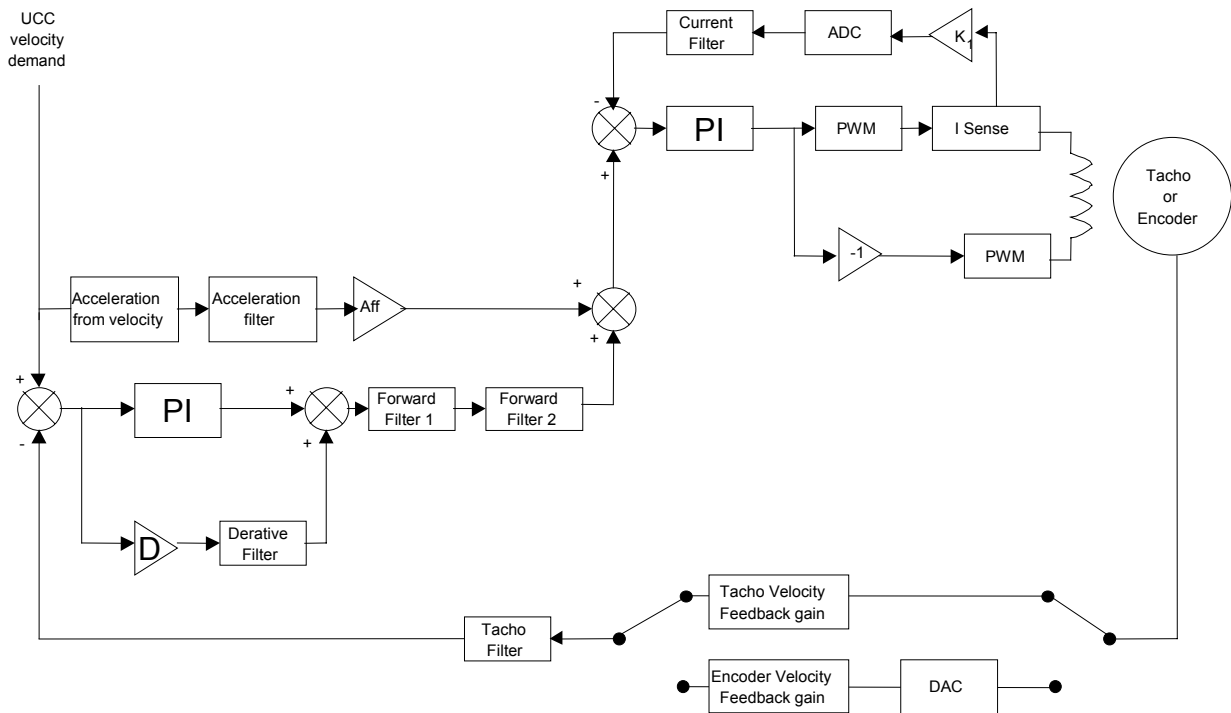 UCC
velocity
demand
Current
Filter
ADC
K1
-
PI
PWM
I Sense
+
Tacho
or
Encoder
-1
PWM
Acceleration
from velocity
Acceleration
filter
Aff
+
+
+
PI
+
Forward
Filter 1
Forward
Filter 2
-
+
D
Derative
Filter
Tacho Velocity
Feedback gain
Tacho
Filter
Encoder Velocity
Feedback gain
DAC